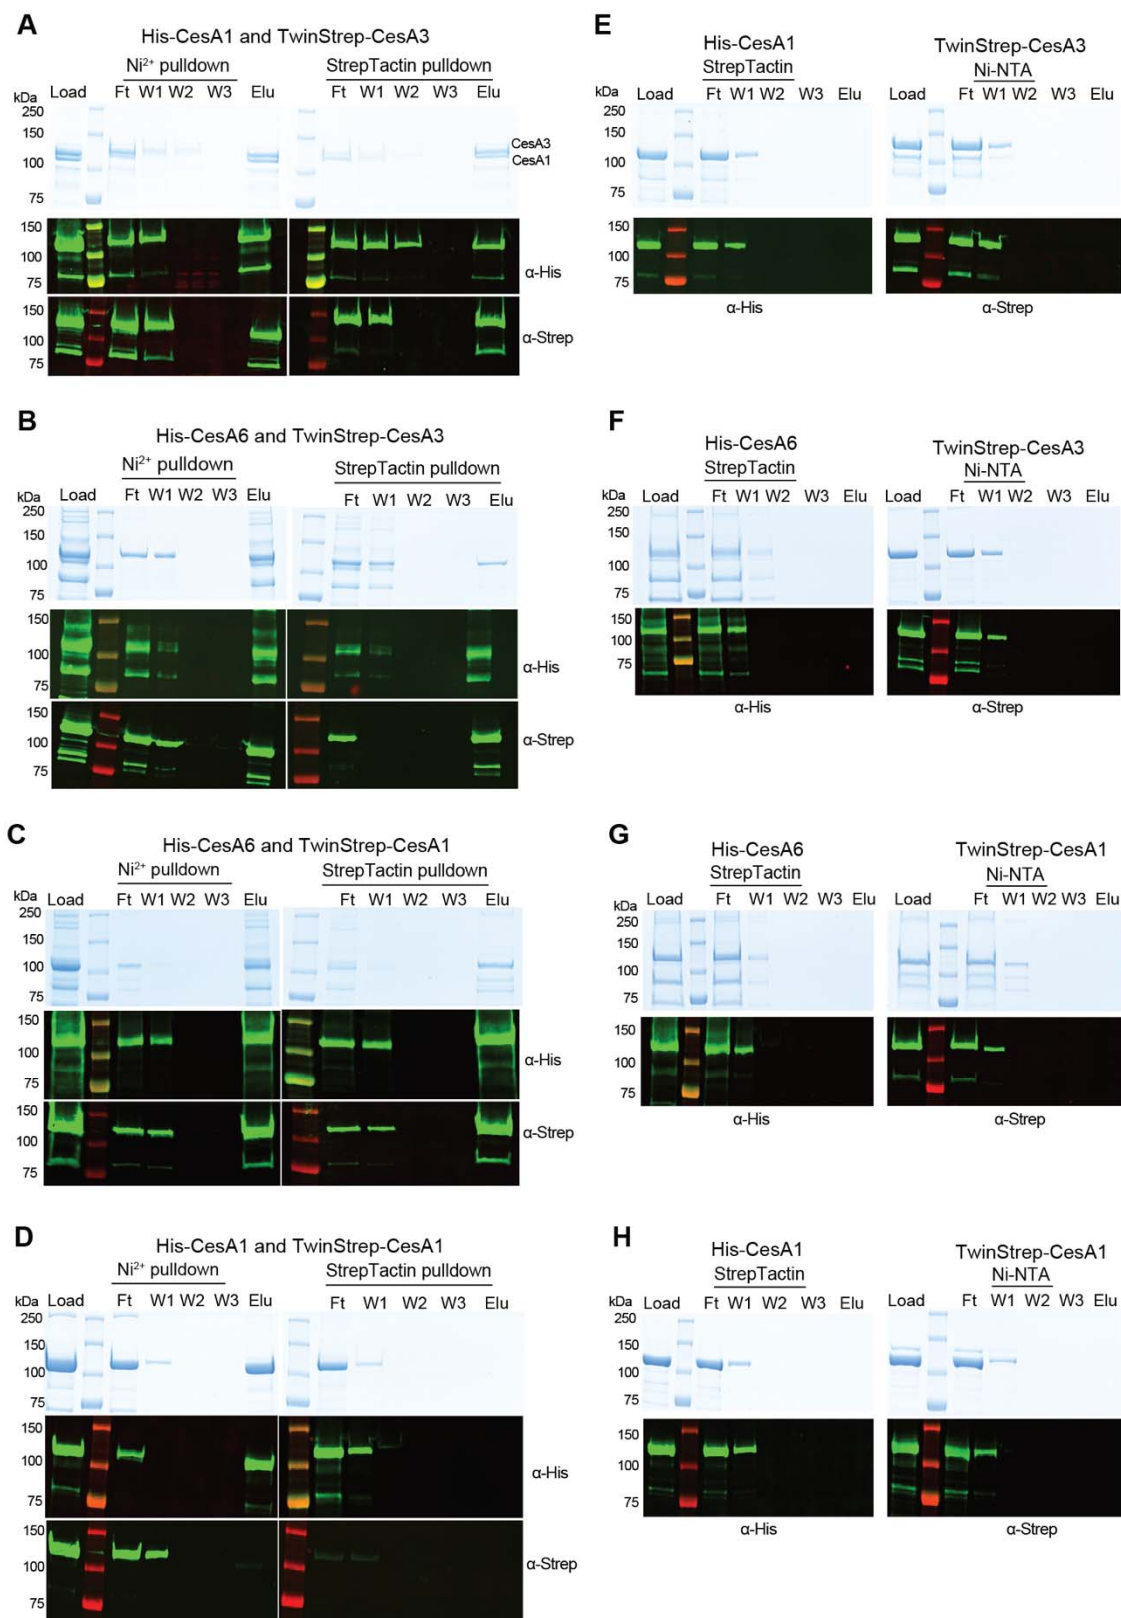 A
His-CesA1 and TwinStrep-CesA3
Ni²⁺ pulldown
StrepTactin pulldown
kDa Load Ft W1 W2 W3 Elu Ft W1 W2 W3 Elu
250
150
100
75
CesA3
CesA1
150
100
75
α-His
150
100
75
α-Strep
B
His-CesA6 and TwinStrep-CesA3
Ni²⁺ pulldown
StrepTactin pulldown
kDa Load Ft W1 W2 W3 Elu Ft W1 W2 W3 Elu
250
150
100
75
150
100
75
α-His
150
100
75
α-Strep
C
His-CesA6 and TwinStrep-CesA1
Ni²⁺ pulldown
StrepTactin pulldown
kDa Load Ft W1 W2 W3 Elu Ft W1 W2 W3 Elu
250
150
100
75
150
100
75
α-His
150
100
75
α-Strep
D
His-CesA1 and TwinStrep-CesA1
Ni²⁺ pulldown
StrepTactin pulldown
kDa Load Ft W1 W2 W3 Elu Ft W1 W2 W3 Elu
250
150
100
75
150
100
75
α-His
150
100
75
α-Strep
E
His-CesA1
StrepTactin
TwinStrep-CesA3
Ni-NTA
kDa Load Ft W1 W2 W3 Elu Load Ft W1 W2 W3 Elu
250
150
100
75
150
100
75
α-His
α-Strep
F
His-CesA6
StrepTactin
TwinStrep-CesA3
Ni-NTA
kDa Load Ft W1 W2 W3 Elu Load Ft W1 W2 W3 Elu
250
150
100
75
150
100
75
α-His
α-Strep
G
His-CesA6
StrepTactin
TwinStrep-CesA1
Ni-NTA
kDa Load Ft W1 W2 W3 Elu Load Ft W1 W2 W3 Elu
250
150
100
75
150
100
75
α-His
α-Strep
H
His-CesA1
StrepTactin
TwinStrep-CesA1
Ni-NTA
kDa Load Ft W1 W2 W3 Elu Load Ft W1 W2 W3 Elu
250
150
100
75
150
100
75
α-His
α-Strep